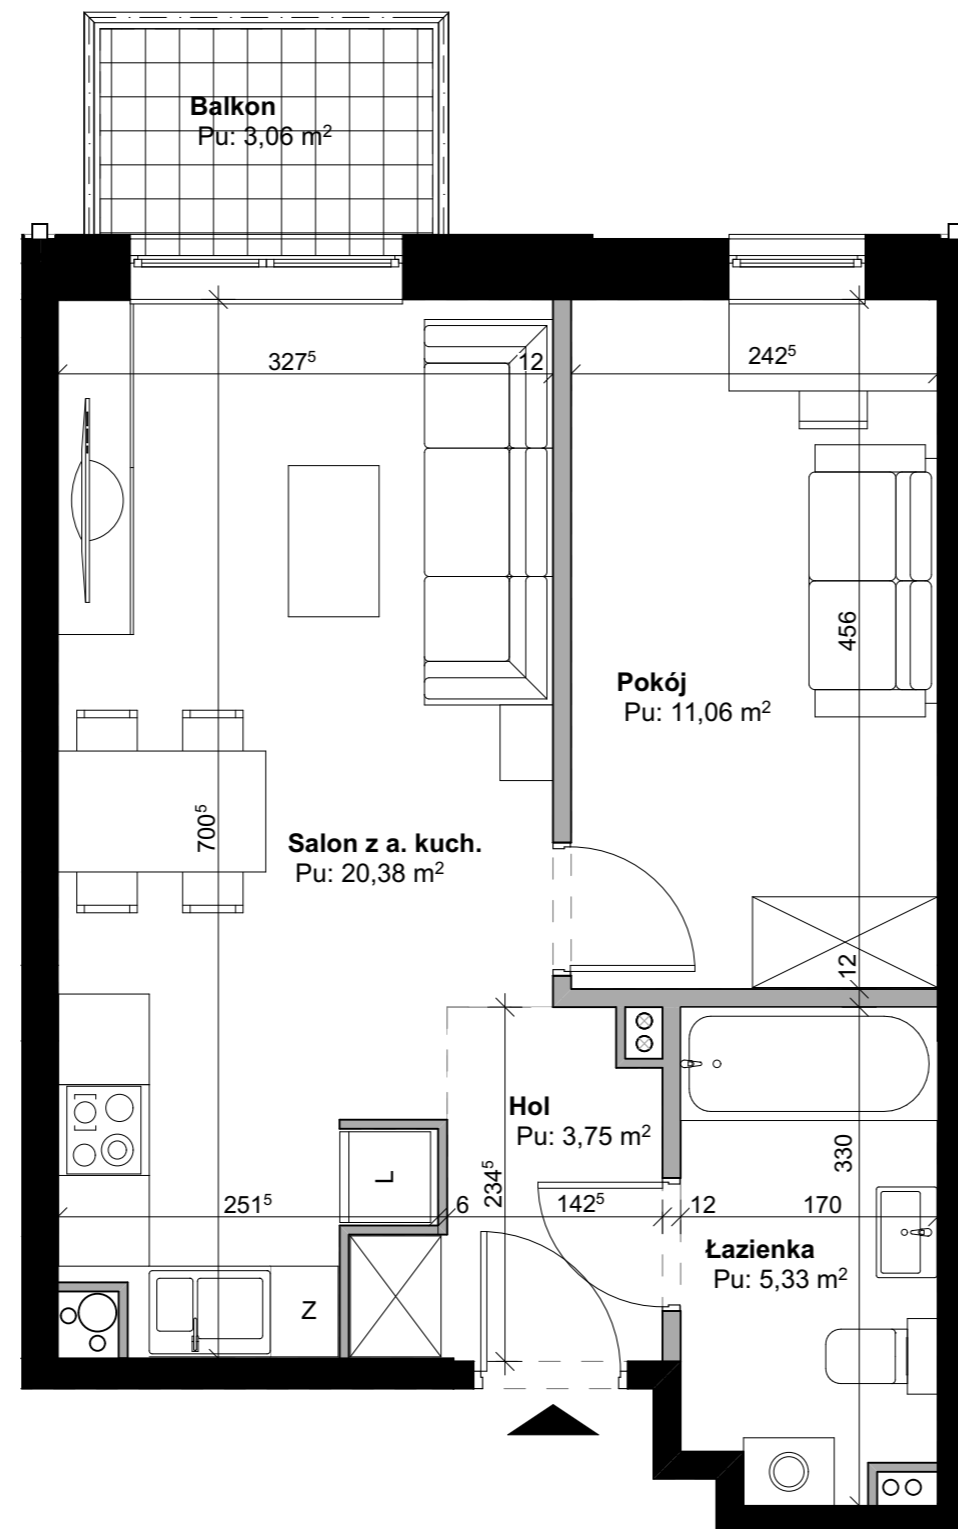 Balkon
Pu: 3,06 m²
327⁵
12
242⁵
456
Pokój
Pu: 11,06 m²
700⁵
Salon z a. kuch.
Pu: 20,38 m²
12
Hol
Pu: 3,75 m²
330
L
234⁵
251⁵
6
142⁵
12
170
Łazienka
Pu: 5,33 m²
Z